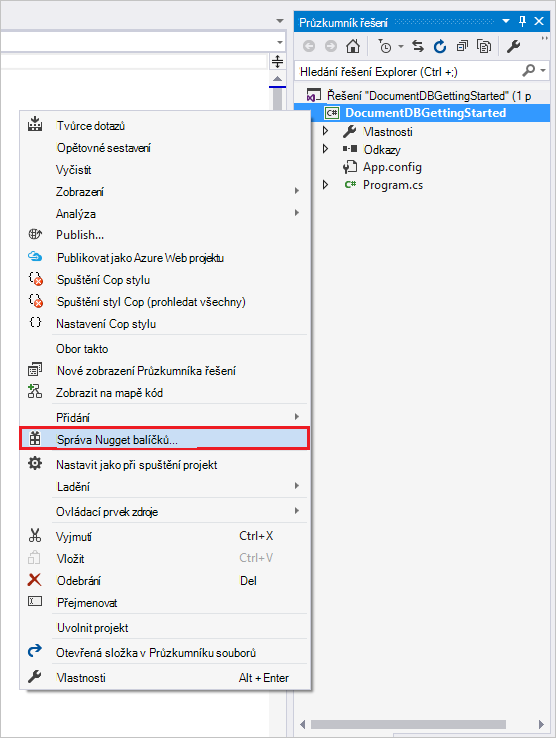 Průzkumník řešení
Hledání řešení Explorer (Ctrl +;)
Řešení "DocumentDBGettingStarted" (1 p
C# DocumentDBGettingStarted
Vlastnosti
Odkazy
App.config
C# Program.cs
Tvůrce dotazů
Opětovné sestavení
Vyčistit
Zobrazení
Analýza
Publish...
Publikovat jako Azure Web projektu
Spuštění Cop stylu
Spuštění styl Cop (prohledat všechny)
Nastavení Cop stylu
Obor takto
Nové zobrazení Průzkumníka řešení
Zobrazit na mapě kód
Přidání
Správa Nugget balíčků...
Nastavit jako při spuštění projekt
Ladění
Ovládací prvek zdroje
Vyjmutí Ctrl+X
Vložit Ctrl+V
Odebrání Del
Přejmenovat
Uvolnit projekt
Otevřená složka v Průzkumníku souborů
Vlastnosti Alt + Enter